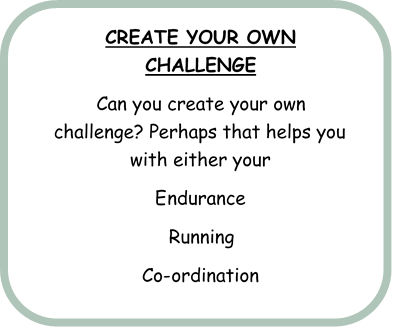 CREATE YOUR OWN
CHALLENGE
Can you create your own
challenge? Perhaps that helps you
with either your
Endurance
Running
Co-ordination